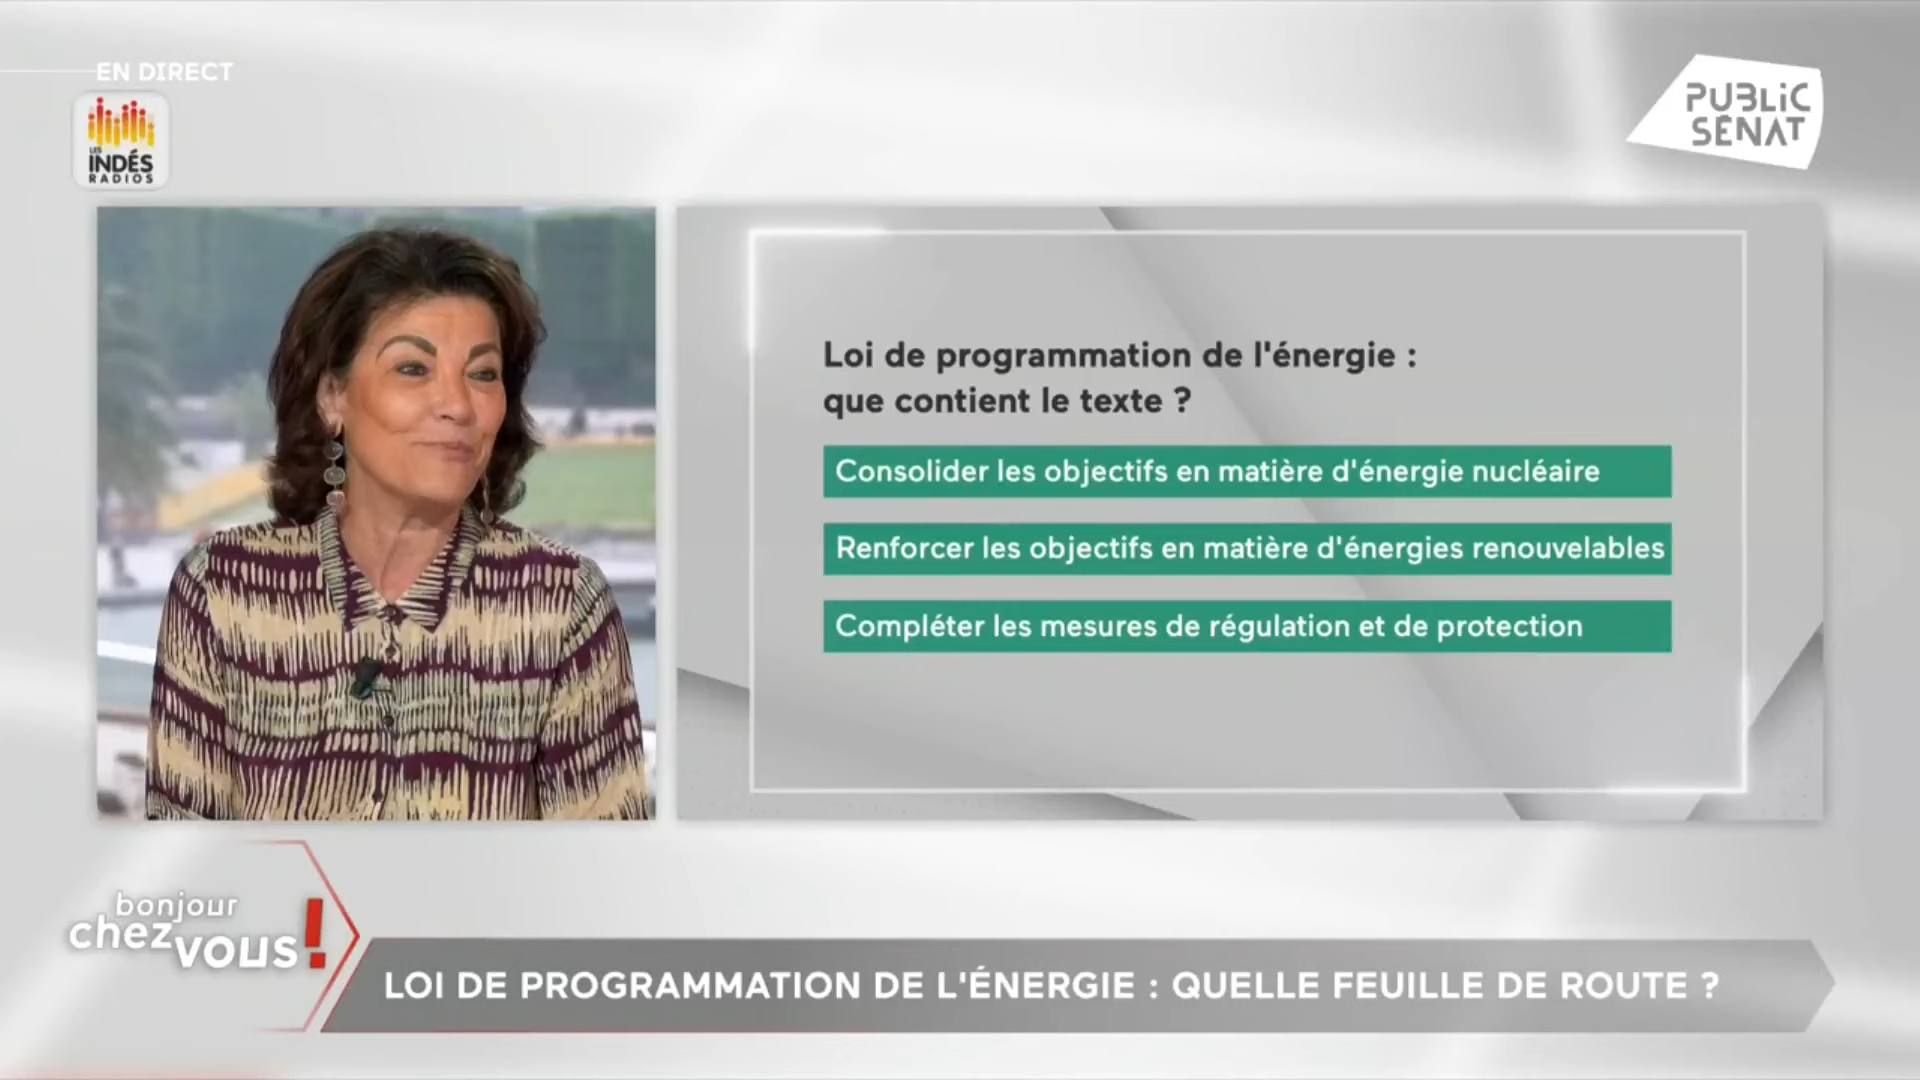 EN DIRECT
LES
INDÉS
RADIOS
PUBLIC
SÉNAT
Loi de programmation de l'énergie :
que contient le texte ?
Consolider les objectifs en matière d'énergie nucléaire
Renforcer les objectifs en matière d'énergies renouvelables
Compléter les mesures de régulation et de protection
bonjour
chez vous !
LOI DE PROGRAMMATION DE L'ÉNERGIE : QUELLE FEUILLE DE ROUTE ?